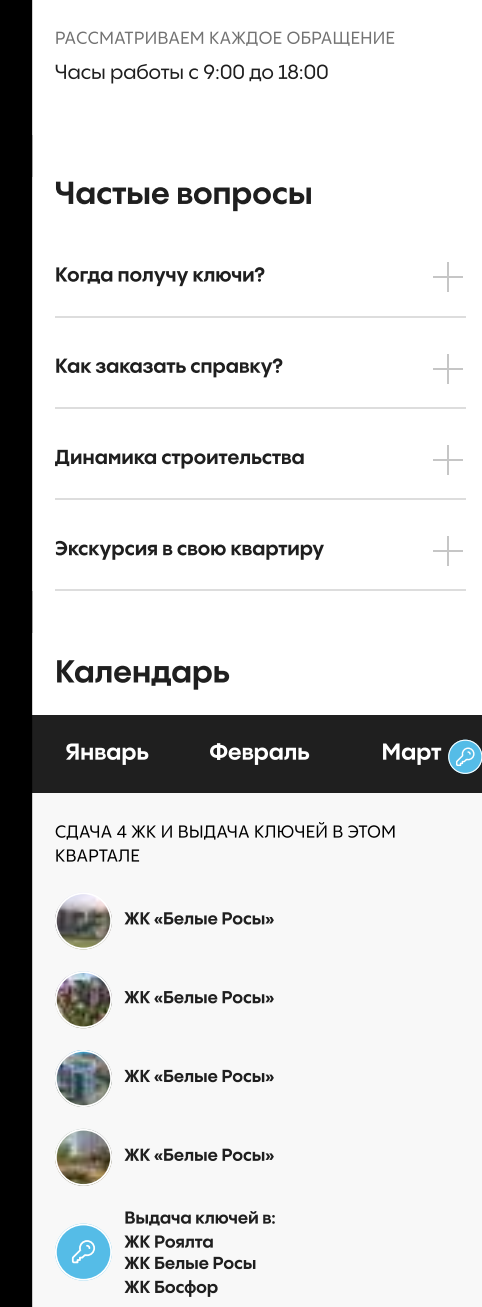 РАССМАТРИВАЕМ КАЖДОЕ ОБРАЩЕНИЕ
Часы работы с 9:00 до 18:00
Частые вопросы
Когда получу ключи?
Как заказать справку?
Динамика строительства
Экскурсия в свою квартиру
Календарь
Январь Февраль Март
СДАЧА 4 ЖК И ВЫДАЧА КЛЮЧЕЙ В ЭТОМ
КВАРТАЛЕ
ЖК «Белые Росы»
ЖК «Белые Росы»
ЖК «Белые Росы»
ЖК «Белые Росы»
Выдача ключей в:
ЖК Роялта
ЖК Белые Росы
ЖК Босфор